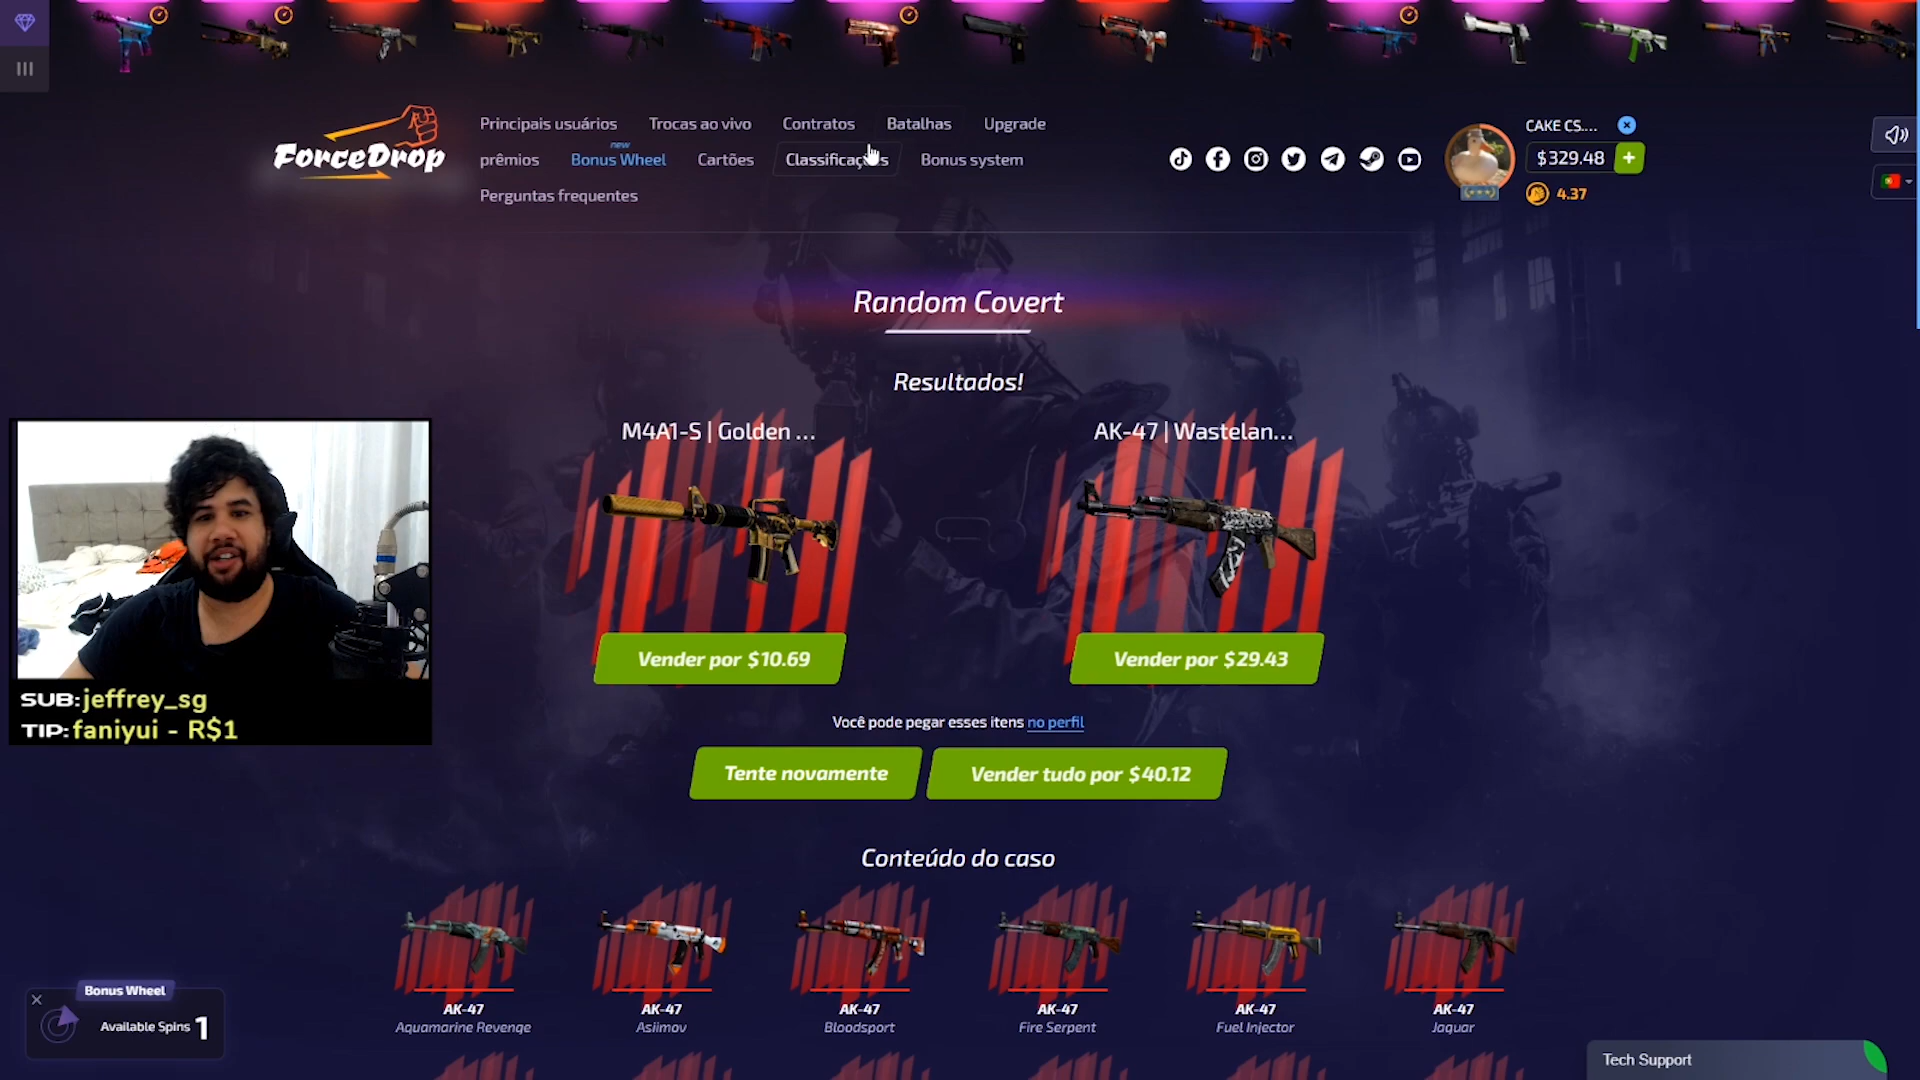 Principais usuários Trocas ao vivo Contratos Batalhas Upgrade
new
prêmios Bonus Wheel Cartões Classificações Bonus system
Perguntas frequentes
ForceDrop
CAKE CS....
$329.48 +
4.37
Random Covert
Resultados!
M4A1-S | Golden ...
AK-47 | Wastelan...
Vender por $10.69
Vender por $29.43
Você pode pegar esses itens no perfil
Tente novamente
Vender tudo por $40.12
SUB:jeffrey_sg
TIP:faniyui - R$1
Conteúdo do caso
AK-47
Aquamarine Revenge
AK-47
Asiimov
AK-47
Bloodsport
AK-47
Fire Serpent
AK-47
Fuel Injector
AK-47
Jaguar
Bonus Wheel
Available Spins 1
Tech Support